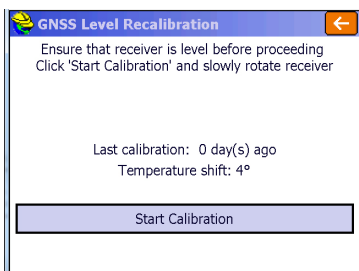 GNSS Level Recalibration
Ensure that receiver is level before proceeding
Click 'Start Calibration' and slowly rotate receiver
Last calibration:  0 day(s) ago
Temperature shift: 4°
Start Calibration